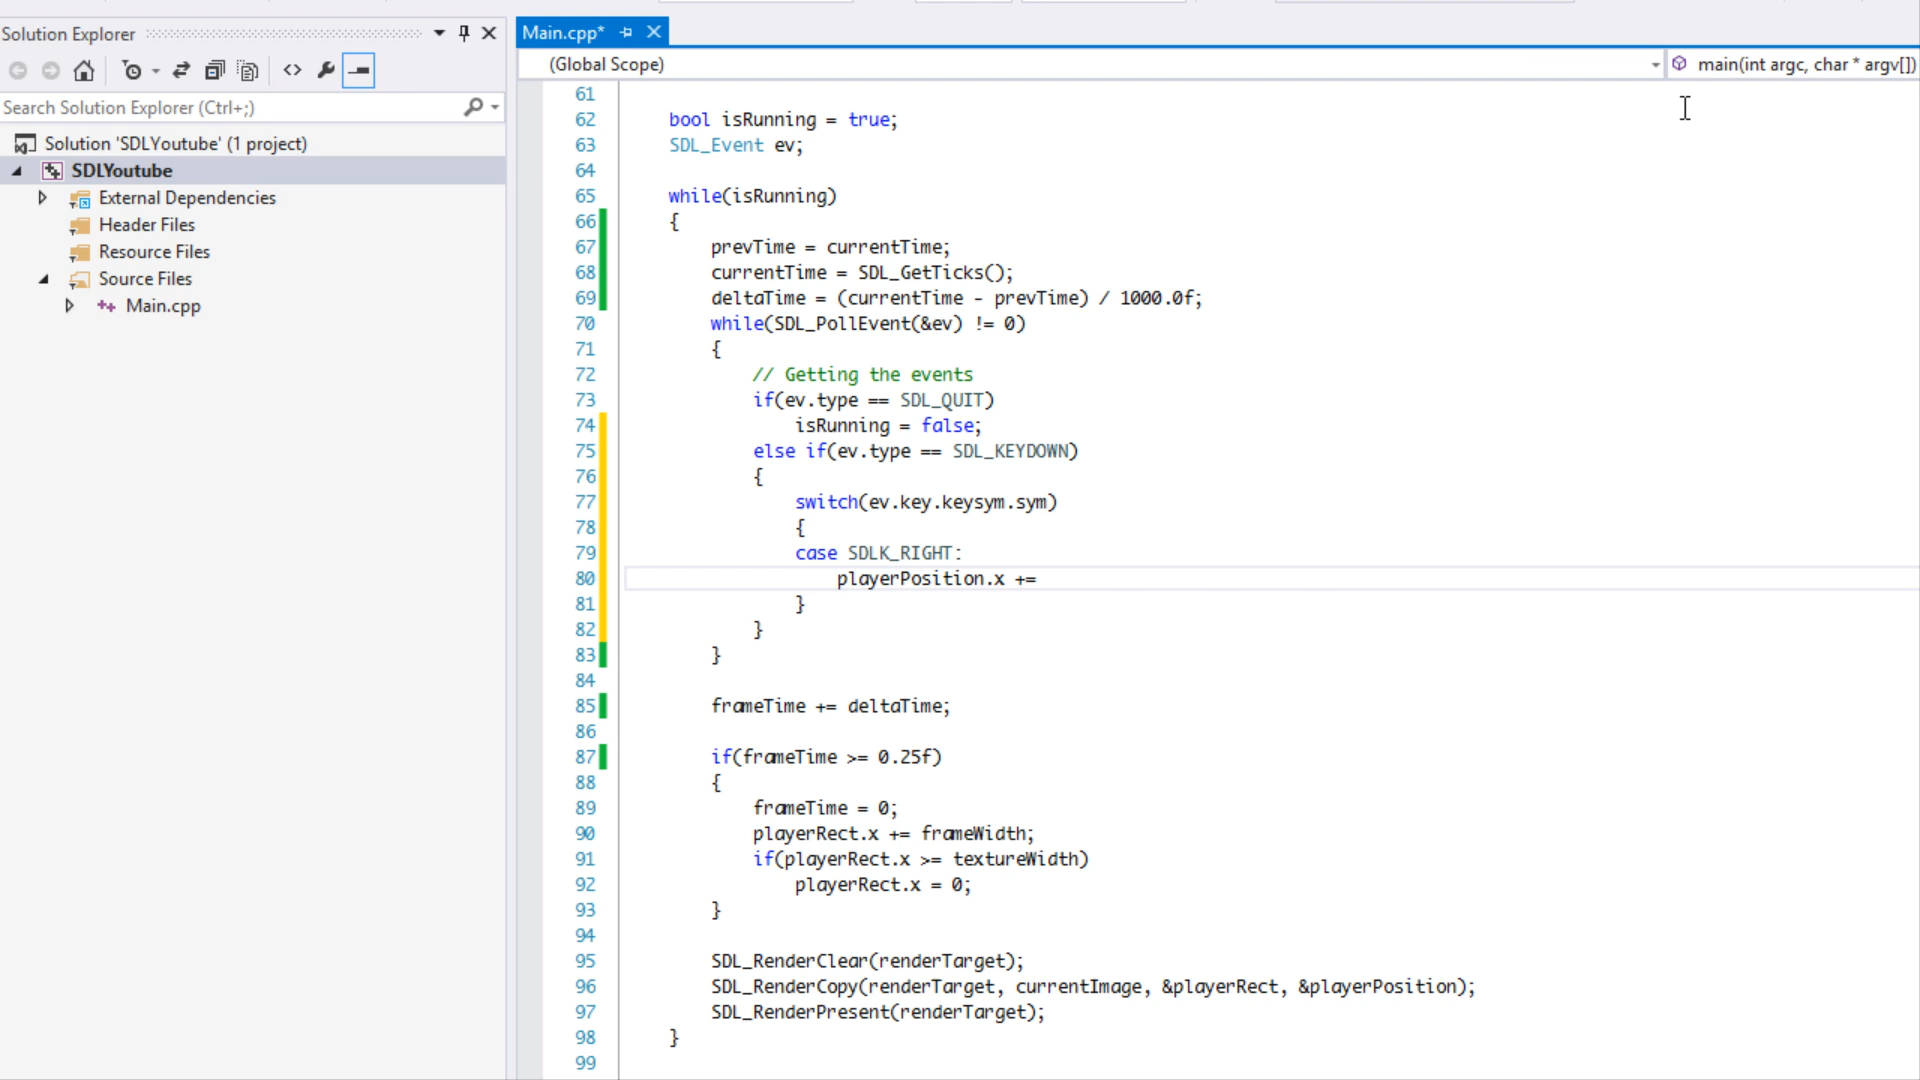 Solution Explorer
Search Solution Explorer (Ctrl+;)
Solution 'SDLYoutube' (1 project)
SDLYoutube
External Dependencies
Header Files
Resource Files
Source Files
Main.cpp
Main.cpp*
(Global Scope)
main(int argc, char * argv[])
61
62 bool isRunning = true;
63 SDL_Event ev;
64
65 while(isRunning)
66 {
67 prevTime = currentTime;
68 currentTime = SDL_GetTicks();
69 deltaTime = (currentTime - prevTime) / 1000.0f;
70 while(SDL_PollEvent(&ev) != 0)
71 {
72 // Getting the events
73 if(ev.type == SDL_QUIT)
74 isRunning = false;
75 else if(ev.type == SDL_KEYDOWN)
76 {
77 switch(ev.key.keysym.sym)
78 {
79 case SDLK_RIGHT:
80 playerPosition.x +=
81 }
82 }
83 }
84
85 frameTime += deltaTime;
86
87 if(frameTime >= 0.25f)
88 {
89 frameTime = 0;
90 playerRect.x += frameWidth;
91 if(playerRect.x >= textureWidth)
92 playerRect.x = 0;
93 }
94
95 SDL_RenderClear(renderTarget);
96 SDL_RenderCopy(renderTarget, currentImage, &playerRect, &playerPosition);
97 SDL_RenderPresent(renderTarget);
98 }
99